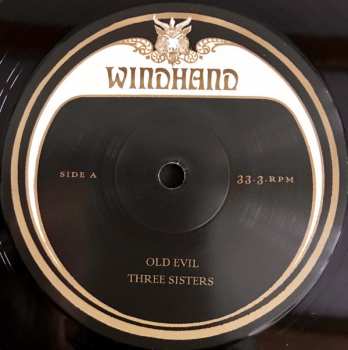 WINDHAND
SIDE A
33.3.RPM
OLD EVIL
THREE SISTERS